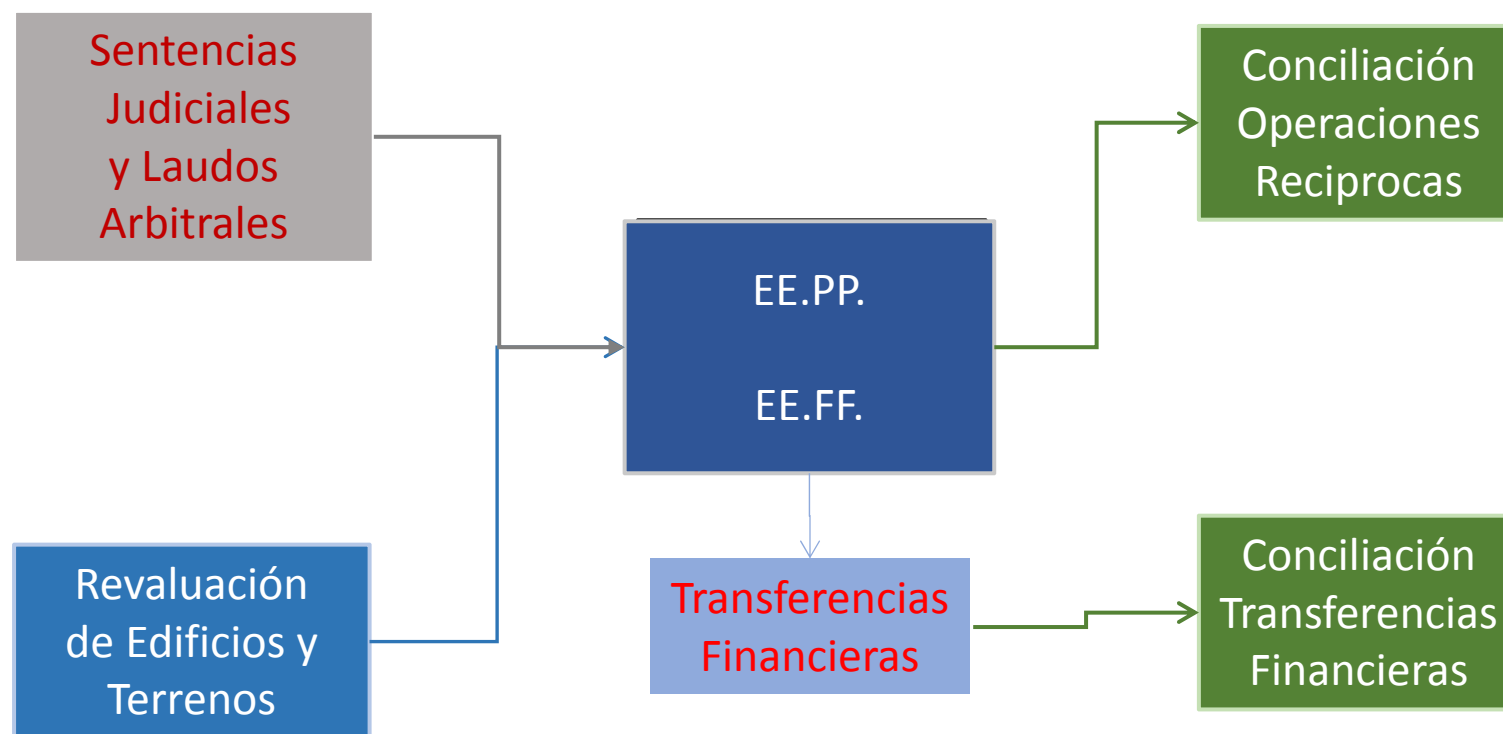 Sentencias
Judiciales
y Laudos
Arbitrales
Conciliación
Operaciones
Reciprocas
EE.PP.
EE.FF.
Revaluación
de Edificios y
Terrenos
Transferencias
Financieras
Conciliación
Transferencias
Financieras